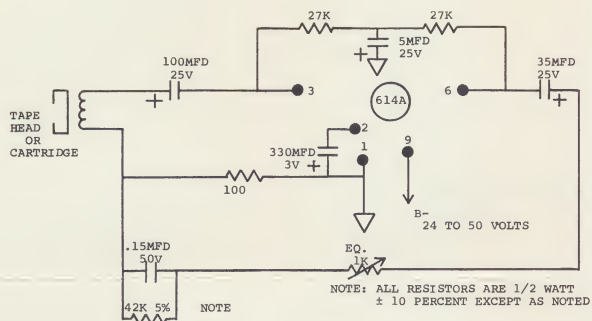 27K
27K
5MFD
+
100MFD
25V
+
35MFD
25V
+
3
614A
6
TAPE
HEAD
OR
CARTRIDGE
2
330MFD
3V +
1
9
100
B-
24 TO 50 VOLTS
.15MFD
50V
EQ.
1K
NOTE: ALL RESISTORS ARE 1/2 WATT
± 10 PERCENT EXCEPT AS NOTED
42K 5%
NOTE